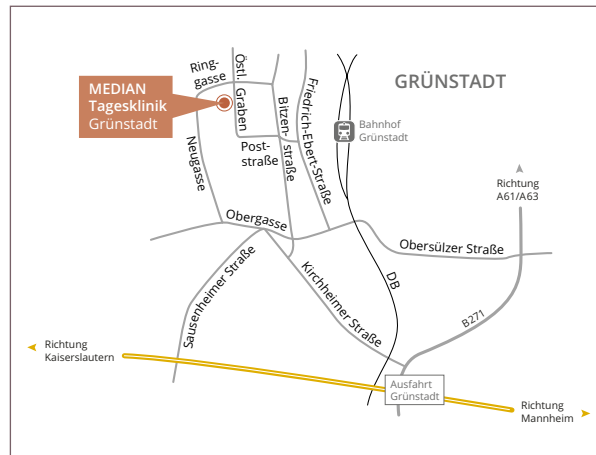 GRÜNSTADT
MEDIAN
Tagesklinik
Grünstadt
Ring-
gasse
Östl. Graben
Neugasse
Post-
straße
Bitzen-
straße
Friedrich-Ebert-Straße
Bahnhof
Grünstadt
Richtung
A61/A63
Obergasse
Obersülzer Straße
Sausenheimer Straße
Kirchheimer Straße
DB
B271
Richtung
Kaiserslautern
Ausfahrt
Grünstadt
Richtung
Mannheim